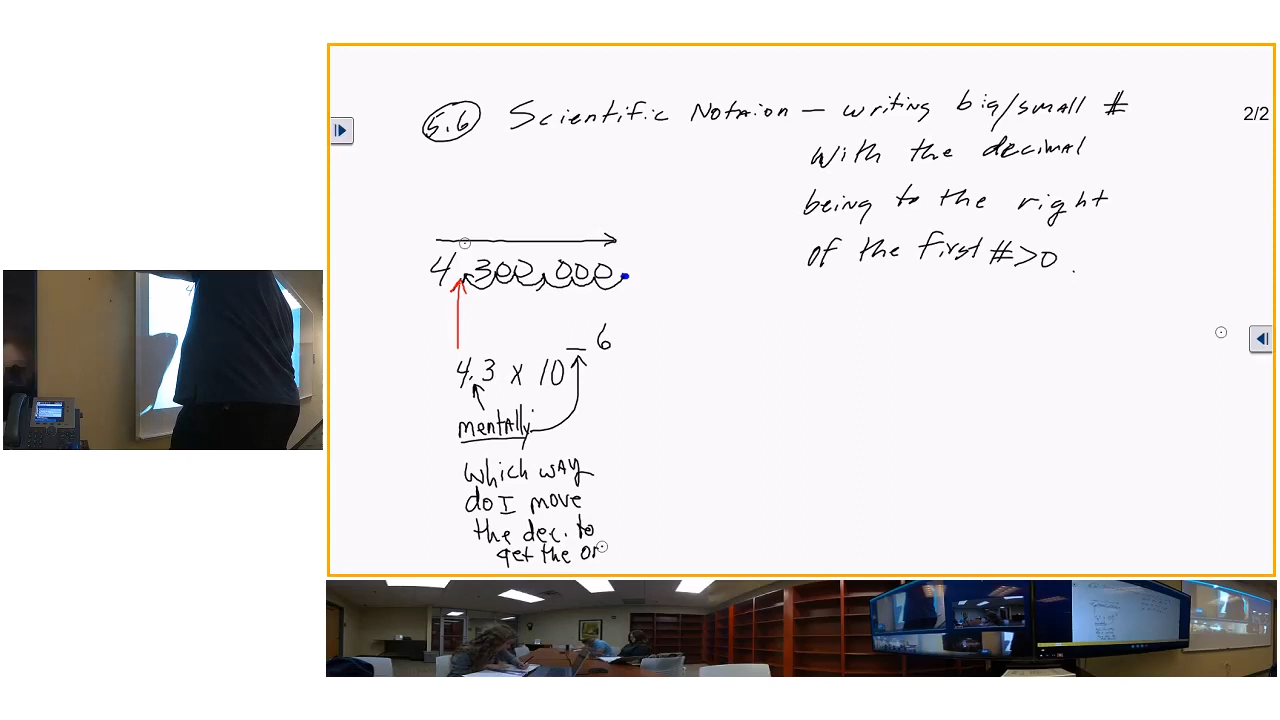 5.6 Scientific Notaion — writing big/small #
2/2
with the decimal
being to the right
of the first # > 0.
4,300,000.
4.3 x 10 _ 6
mentally
which way
do I move
the dec. to
get the or